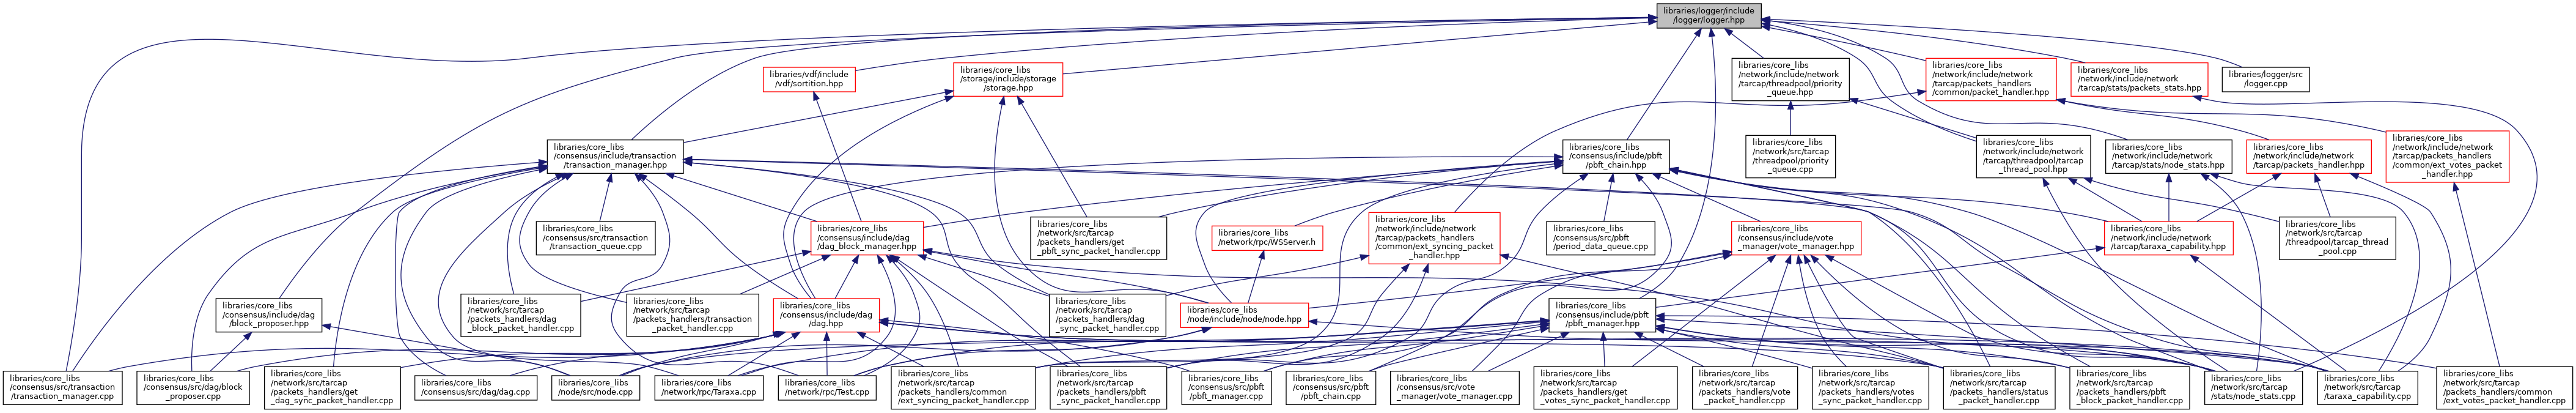 libraries/logger/include
/logger/logger.hpp
libraries/vdf/include
/vdf/sortition.hpp
libraries/core_libs
/storage/include/storage
/storage.hpp
libraries/core_libs
/network/include/network
/tarcap/threadpool/priority
_queue.hpp
libraries/core_libs
/network/include/network
/tarcap/packets_handlers
/common/packet_handler.hpp
libraries/core_libs
/network/include/network
/tarcap/stats/packets_stats.hpp
libraries/logger/src
/logger.cpp
libraries/core_libs
/consensus/include/transaction
/transaction_manager.hpp
libraries/core_libs
/consensus/include/pbft
/pbft_chain.hpp
libraries/core_libs
/network/src/tarcap
/threadpool/priority
_queue.cpp
libraries/core_libs
/network/include/network
/tarcap/threadpool/tarcap
_thread_pool.hpp
libraries/core_libs
/network/include/network
/tarcap/stats/node_stats.hpp
libraries/core_libs
/network/include/network
/tarcap/packets_handler.hpp
libraries/core_libs
/network/include/network
/tarcap/packets_handlers
/common/ext_votes_packet
_handler.hpp
libraries/core_libs
/consensus/src/transaction
/transaction_queue.cpp
libraries/core_libs
/consensus/include/dag
/dag_block_manager.hpp
libraries/core_libs
/network/src/tarcap
/packets_handlers/get
_pbft_sync_packet_handler.cpp
libraries/core_libs
/network/rpc/WSServer.h
libraries/core_libs
/network/include/network
/tarcap/packets_handlers
/common/ext_syncing_packet
_handler.hpp
libraries/core_libs
/consensus/src/pbft
/period_data_queue.cpp
libraries/core_libs
/consensus/include/vote
_manager/vote_manager.hpp
libraries/core_libs
/network/include/network
/tarcap/taraxa_capability.hpp
libraries/core_libs
/network/src/tarcap
/threadpool/tarcap_thread
_pool.cpp
libraries/core_libs
/consensus/include/dag
/block_proposer.hpp
libraries/core_libs
/network/src/tarcap
/packets_handlers/dag
_block_packet_handler.cpp
libraries/core_libs
/network/src/tarcap
/packets_handlers/transaction
_packet_handler.cpp
libraries/core_libs
/consensus/include/dag
/dag.hpp
libraries/core_libs
/network/src/tarcap
/packets_handlers/dag
_sync_packet_handler.cpp
libraries/core_libs
/node/include/node/node.hpp
libraries/core_libs
/consensus/include/pbft
/pbft_manager.hpp
libraries/core_libs
/consensus/src/transaction
/transaction_manager.cpp
libraries/core_libs
/consensus/src/dag/block
_proposer.cpp
libraries/core_libs
/network/src/tarcap
/packets_handlers/get
_dag_sync_packet_handler.cpp
libraries/core_libs
/consensus/src/dag/dag.cpp
libraries/core_libs
/node/src/node.cpp
libraries/core_libs
/network/rpc/Taraxa.cpp
libraries/core_libs
/network/rpc/Test.cpp
libraries/core_libs
/network/src/tarcap
/packets_handlers/common
/ext_syncing_packet_handler.cpp
libraries/core_libs
/network/src/tarcap
/packets_handlers/pbft
_sync_packet_handler.cpp
libraries/core_libs
/consensus/src/pbft
/pbft_manager.cpp
libraries/core_libs
/consensus/src/pbft
/pbft_chain.cpp
libraries/core_libs
/consensus/src/vote
_manager/vote_manager.cpp
libraries/core_libs
/network/src/tarcap
/packets_handlers/get
_votes_sync_packet_handler.cpp
libraries/core_libs
/network/src/tarcap
/packets_handlers/vote
_packet_handler.cpp
libraries/core_libs
/network/src/tarcap
/packets_handlers/votes
_sync_packet_handler.cpp
libraries/core_libs
/network/src/tarcap
/packets_handlers/status
_packet_handler.cpp
libraries/core_libs
/network/src/tarcap
/packets_handlers/pbft
_block_packet_handler.cpp
libraries/core_libs
/network/src/tarcap
/stats/node_stats.cpp
libraries/core_libs
/network/src/tarcap
/taraxa_capability.cpp
libraries/core_libs
/network/src/tarcap
/packets_handlers/common
/ext_votes_packet_handler.cpp